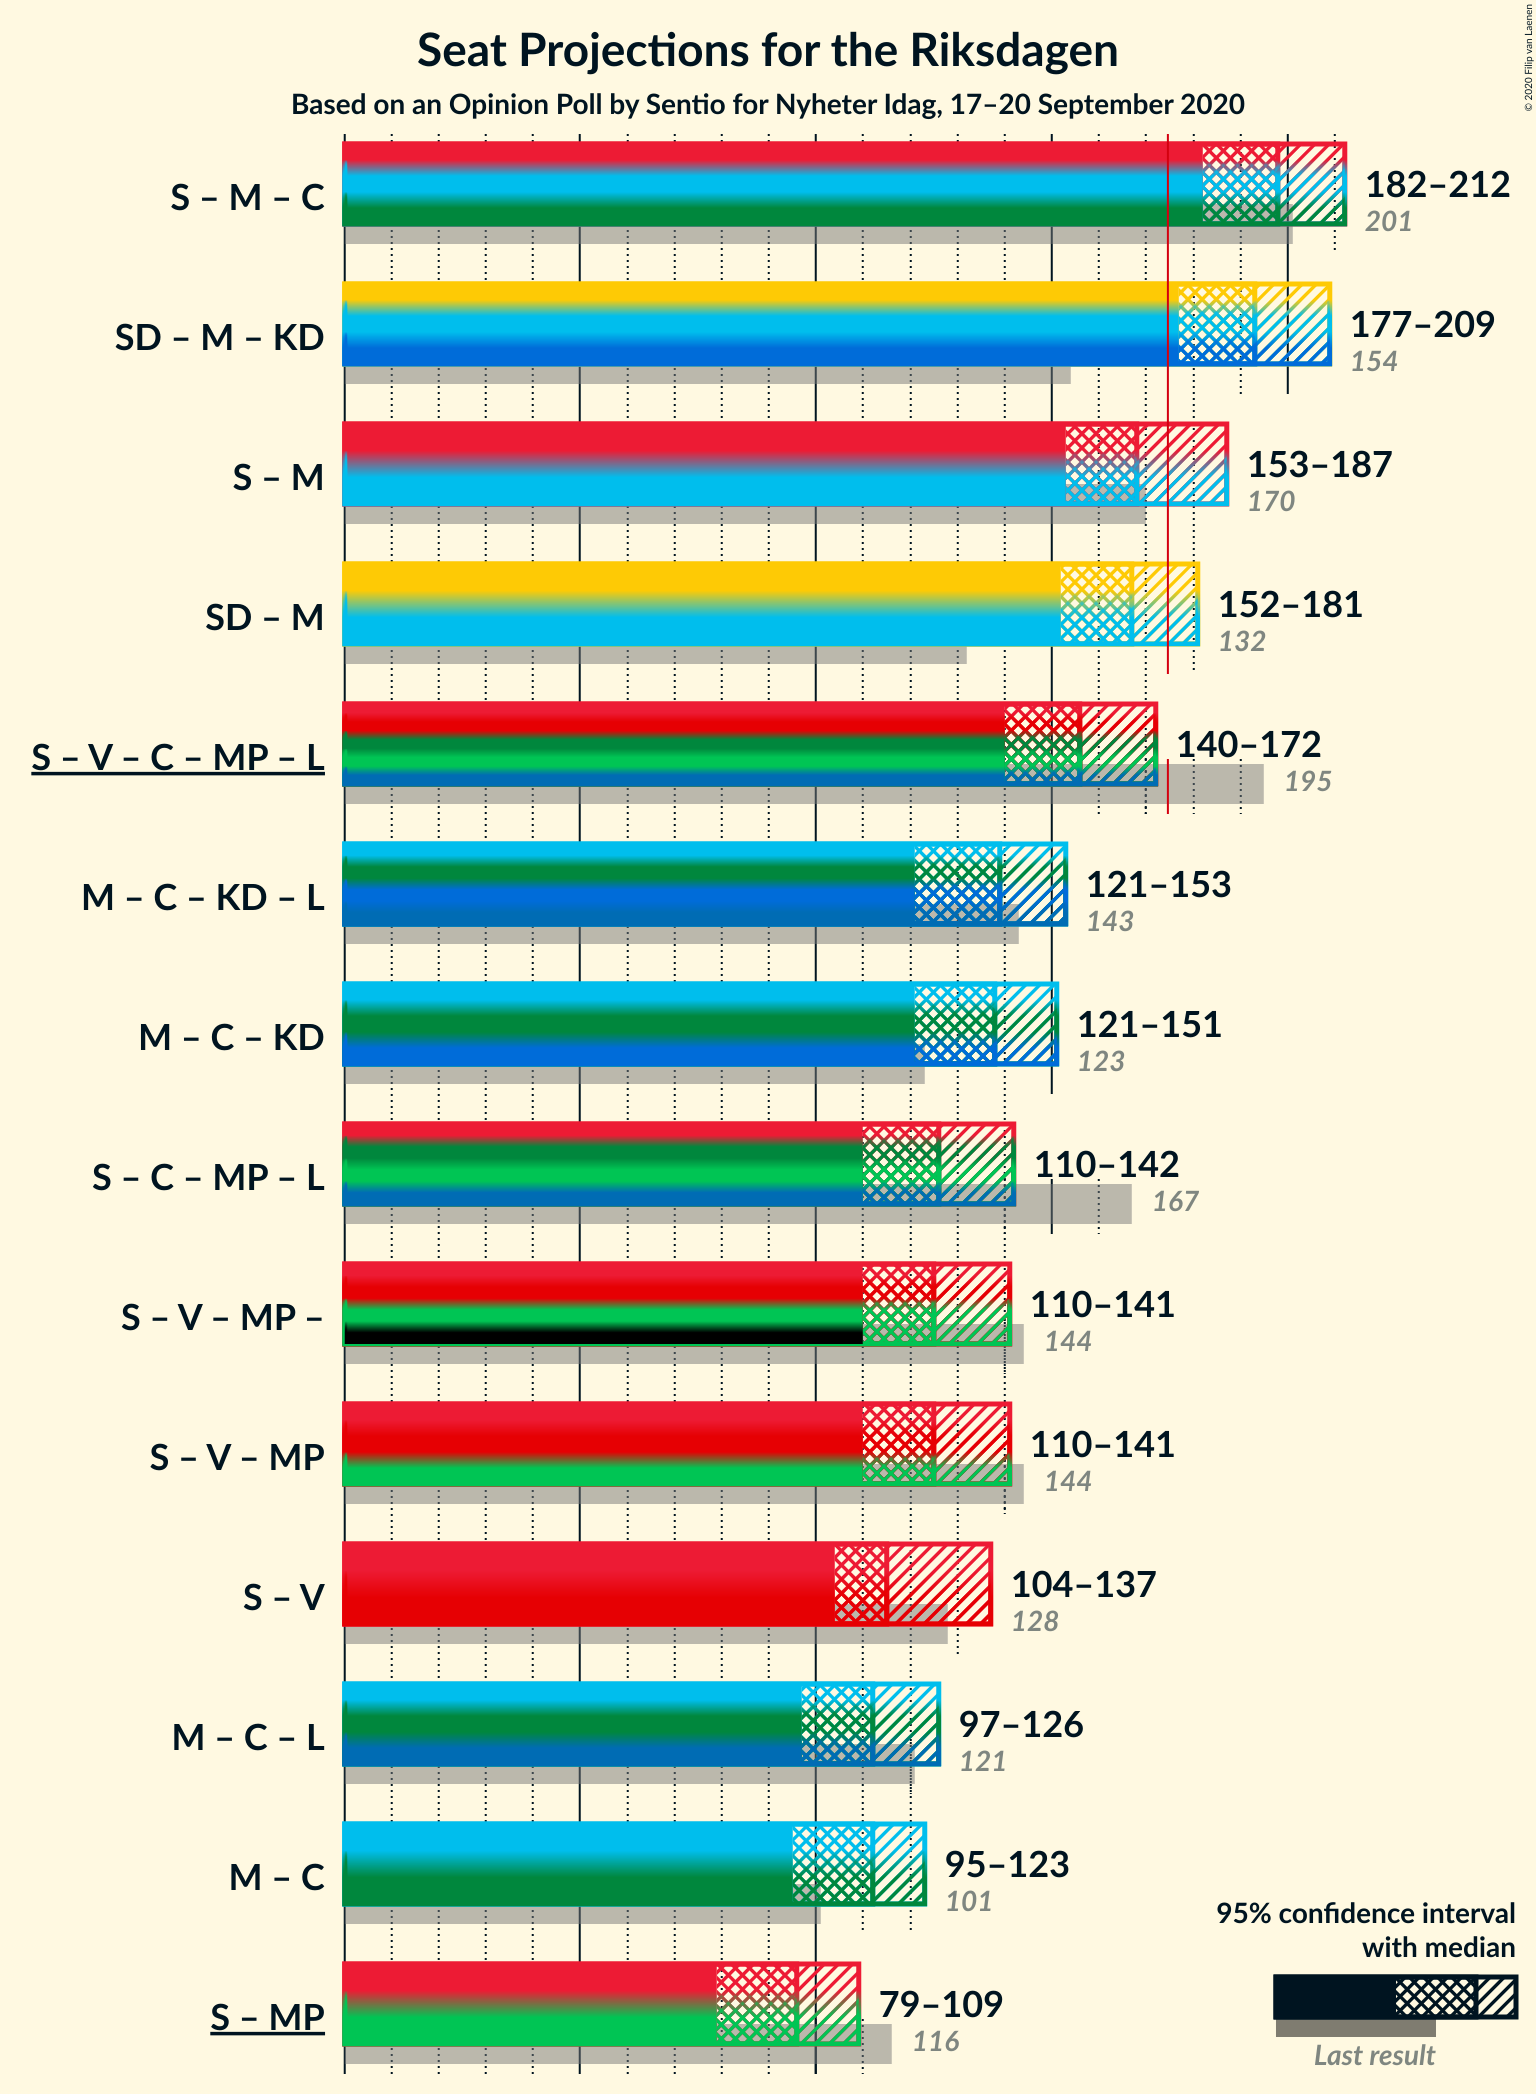 Seat Projections for the Riksdagen
Based on an Opinion Poll by Sentio for Nyheter Idag, 17–20 September 2020
© 2020 Filip van Laenen
S – M – C
182–212
201
SD – M – KD
177–209
154
S – M
153–187
170
SD – M
152–181
132
S – V – C – MP – L
140–172
195
M – C – KD – L
121–153
143
M – C – KD
121–151
123
S – C – MP – L
110–142
167
S – V – MP –
110–141
144
S – V – MP
110–141
144
S – V
104–137
128
M – C – L
97–126
121
M – C
95–123
101
S – MP
79–109
116
95% confidence interval
with median
Last result